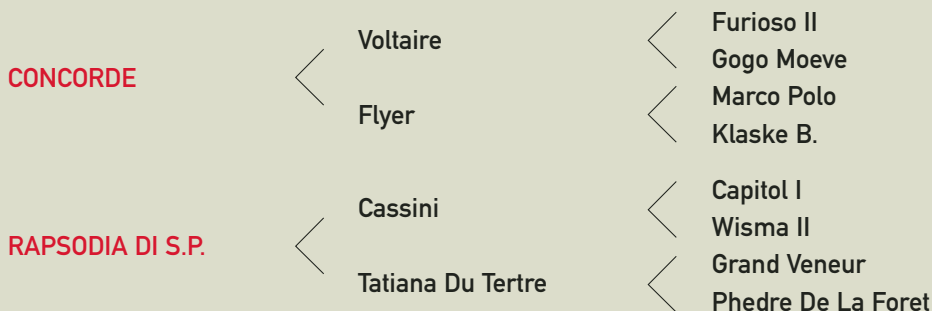 CONCORDE
Voltaire
Furioso II
Gogo Moeve
Flyer
Marco Polo
Klaske B.
RAPSODIA DI S.P.
Cassini
Capitol I
Wisma II
Tatiana Du Tertre
Grand Veneur
Phedre De La Foret